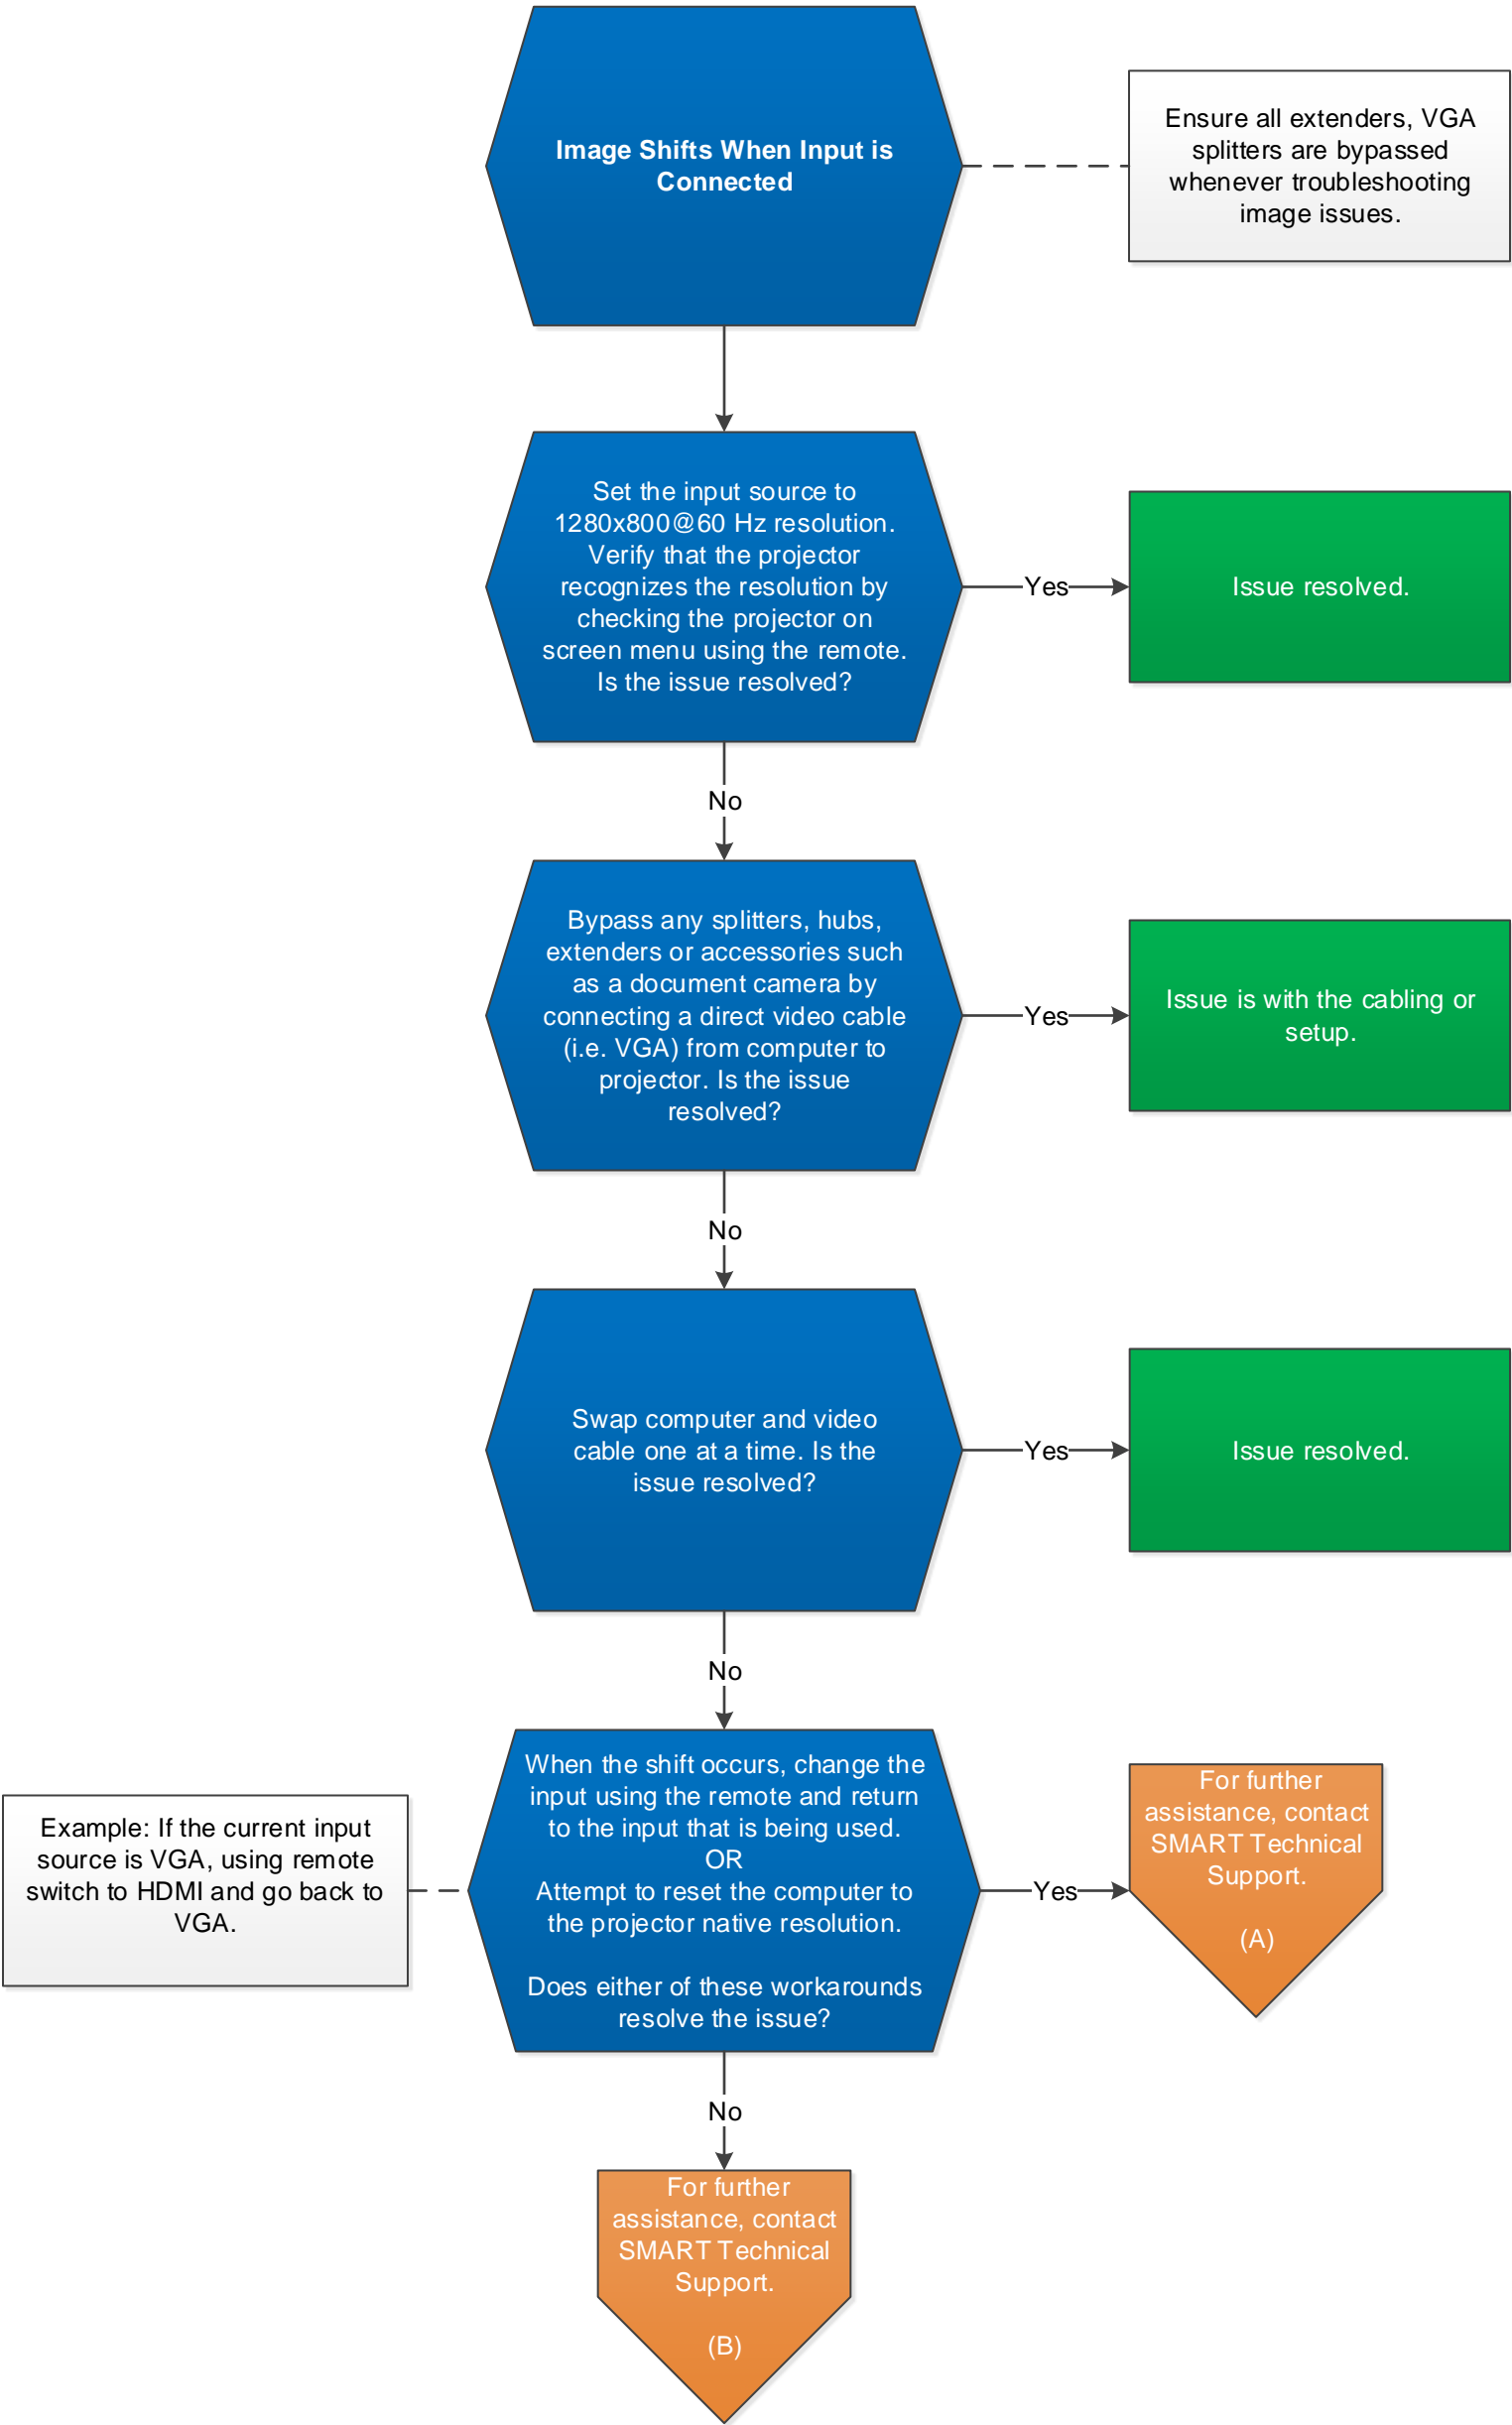 Image Shifts When Input is
Connected
Ensure all extenders, VGA
splitters are bypassed
whenever troubleshooting
image issues.
Set the input source to
1280x800@60 Hz resolution.
Verify that the projector
recognizes the resolution by
checking the projector on
screen menu using the remote.
Is the issue resolved?
Yes
Issue resolved.
No
Bypass any splitters, hubs,
extenders or accessories such
as a document camera by
connecting a direct video cable
(i.e. VGA) from computer to
projector. Is the issue
resolved?
Yes
Issue is with the cabling or
setup.
No
Swap computer and video
cable one at a time. Is the
issue resolved?
Yes
Issue resolved.
No
When the shift occurs, change the
input using the remote and return
to the input that is being used.
OR
Attempt to reset the computer to
the projector native resolution.
Does either of these workarounds
resolve the issue?
Example: If the current input
source is VGA, using remote
switch to HDMI and go back to
VGA.
Yes
For further
assistance, contact
SMART Technical
Support.
(A)
No
For further
assistance, contact
SMART Technical
Support.
(B)